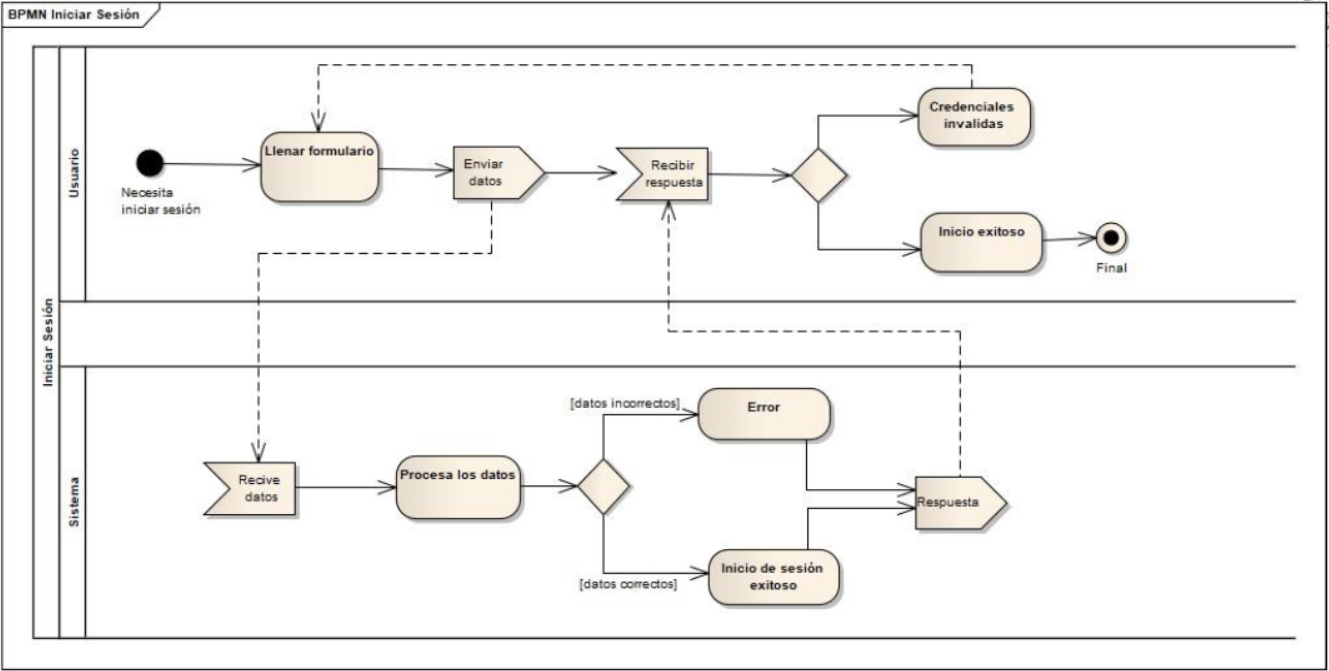 BPMN Iniciar Sesión
Iniciar Sesión
Usuario
Necesita
iniciar sesión
Llenar formulario
Enviar
datos
Recibir
respuesta
Credenciales
invalidas
Inicio exitoso
Final
Sistema
Recive
datos
Procesa los datos
[datos incorrectos]
Error
[datos correctos]
Inicio de sesión
exitoso
Respuesta